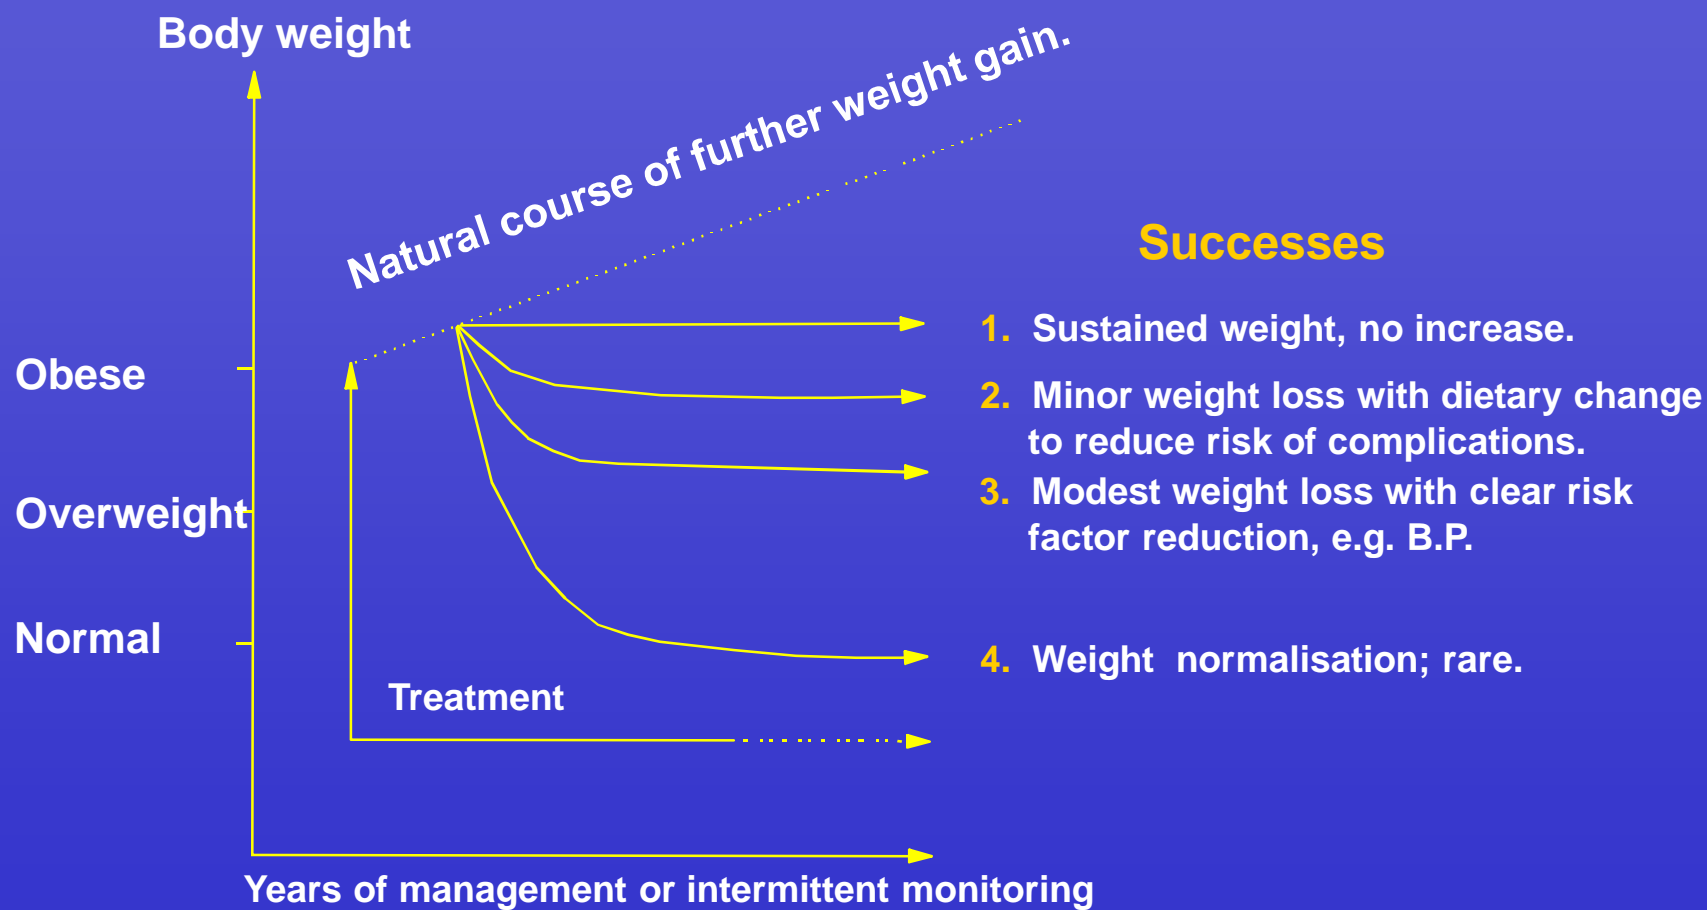 Body weight
Natural course of further weight gain.
Successes
1. Sustained weight, no increase.
Obese
2. Minor weight loss with dietary change
to reduce risk of complications.
3. Modest weight loss with clear risk
factor reduction, e.g. B.P.
Overweight
Normal
4. Weight normalisation; rare.
Treatment
Years of management or intermittent monitoring